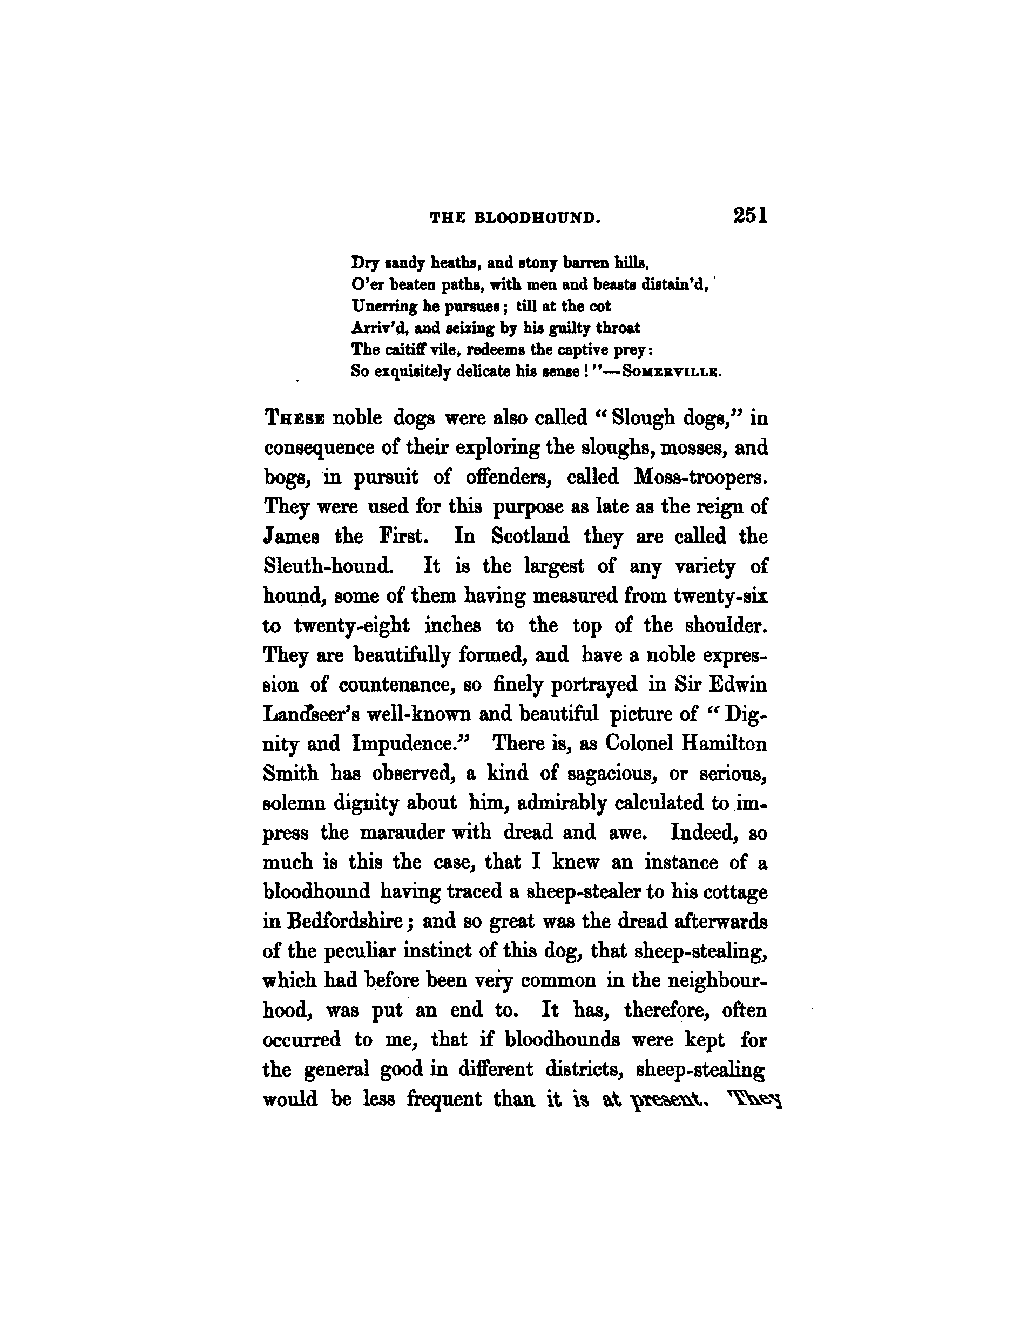 THE BLOODHOUND. 251
Dry sandy heaths, and stony barren hills,
O'er beaten paths, with men and beasts distain'd,
Unerring he pursues; till at the cot
Arriv'd, and seizing by his guilty throat
The caitiff vile, redeems the captive prey:
So exquisitely delicate his sense!"—SOMERVILLE.
THESE noble dogs were also called "Slough dogs," in
consequence of their exploring the sloughs, mosses, and
bogs, in pursuit of offenders, called Moss-troopers.
They were used for this purpose as late as the reign of
James the First. In Scotland they are called the
Sleuth-hound. It is the largest of any variety of
hound, some of them having measured from twenty-six
to twenty-eight inches to the top of the shoulder.
They are beautifully formed, and have a noble expres-
sion of countenance, so finely portrayed in Sir Edwin
Landseer's well-known and beautiful picture of "Dig-
nity and Impudence." There is, as Colonel Hamilton
Smith has observed, a kind of sagacious, or serious,
solemn dignity about him, admirably calculated to im-
press the marauder with dread and awe. Indeed, so
much is this the case, that I knew an instance of a
bloodhound having traced a sheep-stealer to his cottage
in Bedfordshire; and so great was the dread afterwards
of the peculiar instinct of this dog, that sheep-stealing,
which had before been very common in the neighbour-
hood, was put an end to. It has, therefore, often
occurred to me, that if bloodhounds were kept for
the general good in different districts, sheep-stealing
would be less frequent than it is at present. They